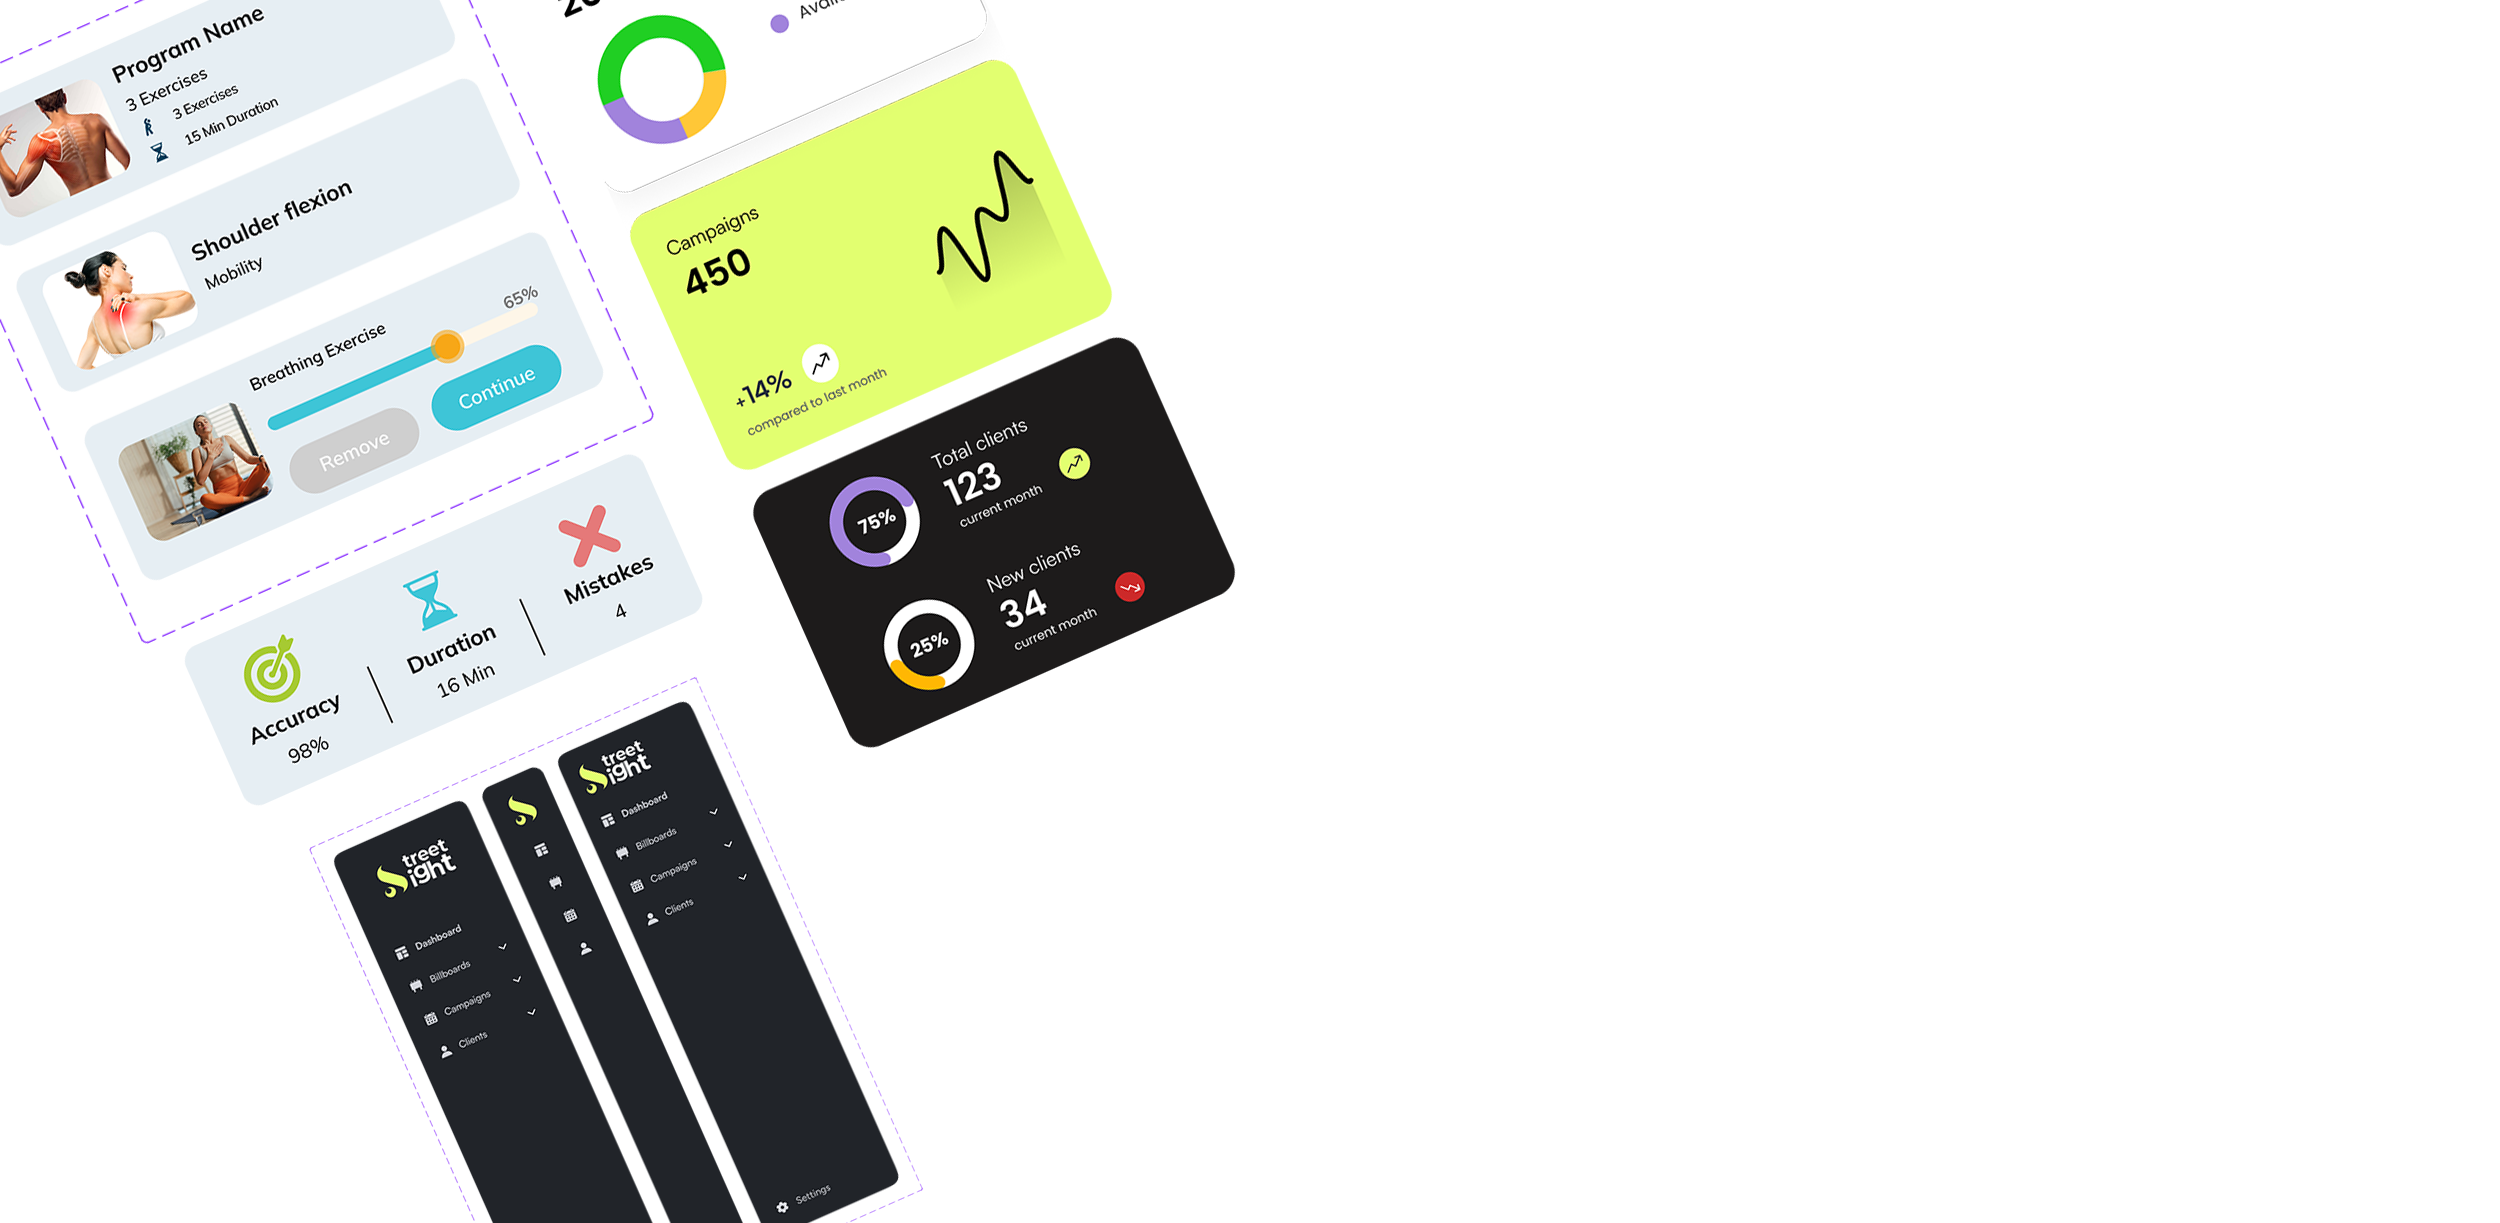 Program Name
3 Exercises
3 Exercises
15 Min Duration
Shoulder flexion
Mobility
65%
Breathing Exercise
Remove
Continue
Accuracy
98%
Duration
16 Min
Mistakes
4
Campaigns
450
+14%
compared to last month
75%
Total clients
123
current month
25%
New clients
34
current month
treet
ight
Dashboard
Billboards
Campaigns
Clients
treet
ight
Dashboard
Billboards
Campaigns
Clients
Settings